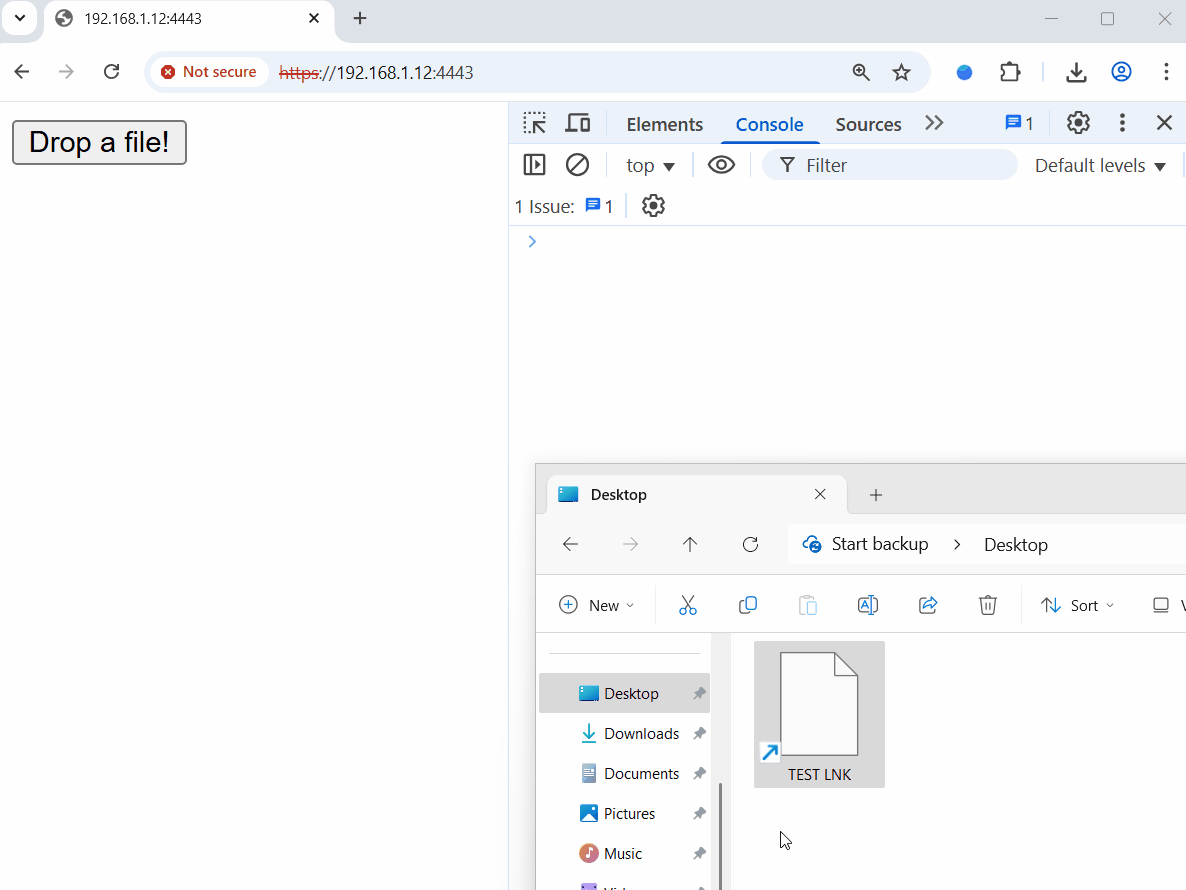 192.168.1.12:4443
Not secure https://192.168.1.12:4443
Drop a file!
Elements Console Sources 1
top Filter Default levels
1 Issue: 1
Desktop
Start backup Desktop
New Sort
Desktop
Downloads
Documents
Pictures
Music
TEST LNK